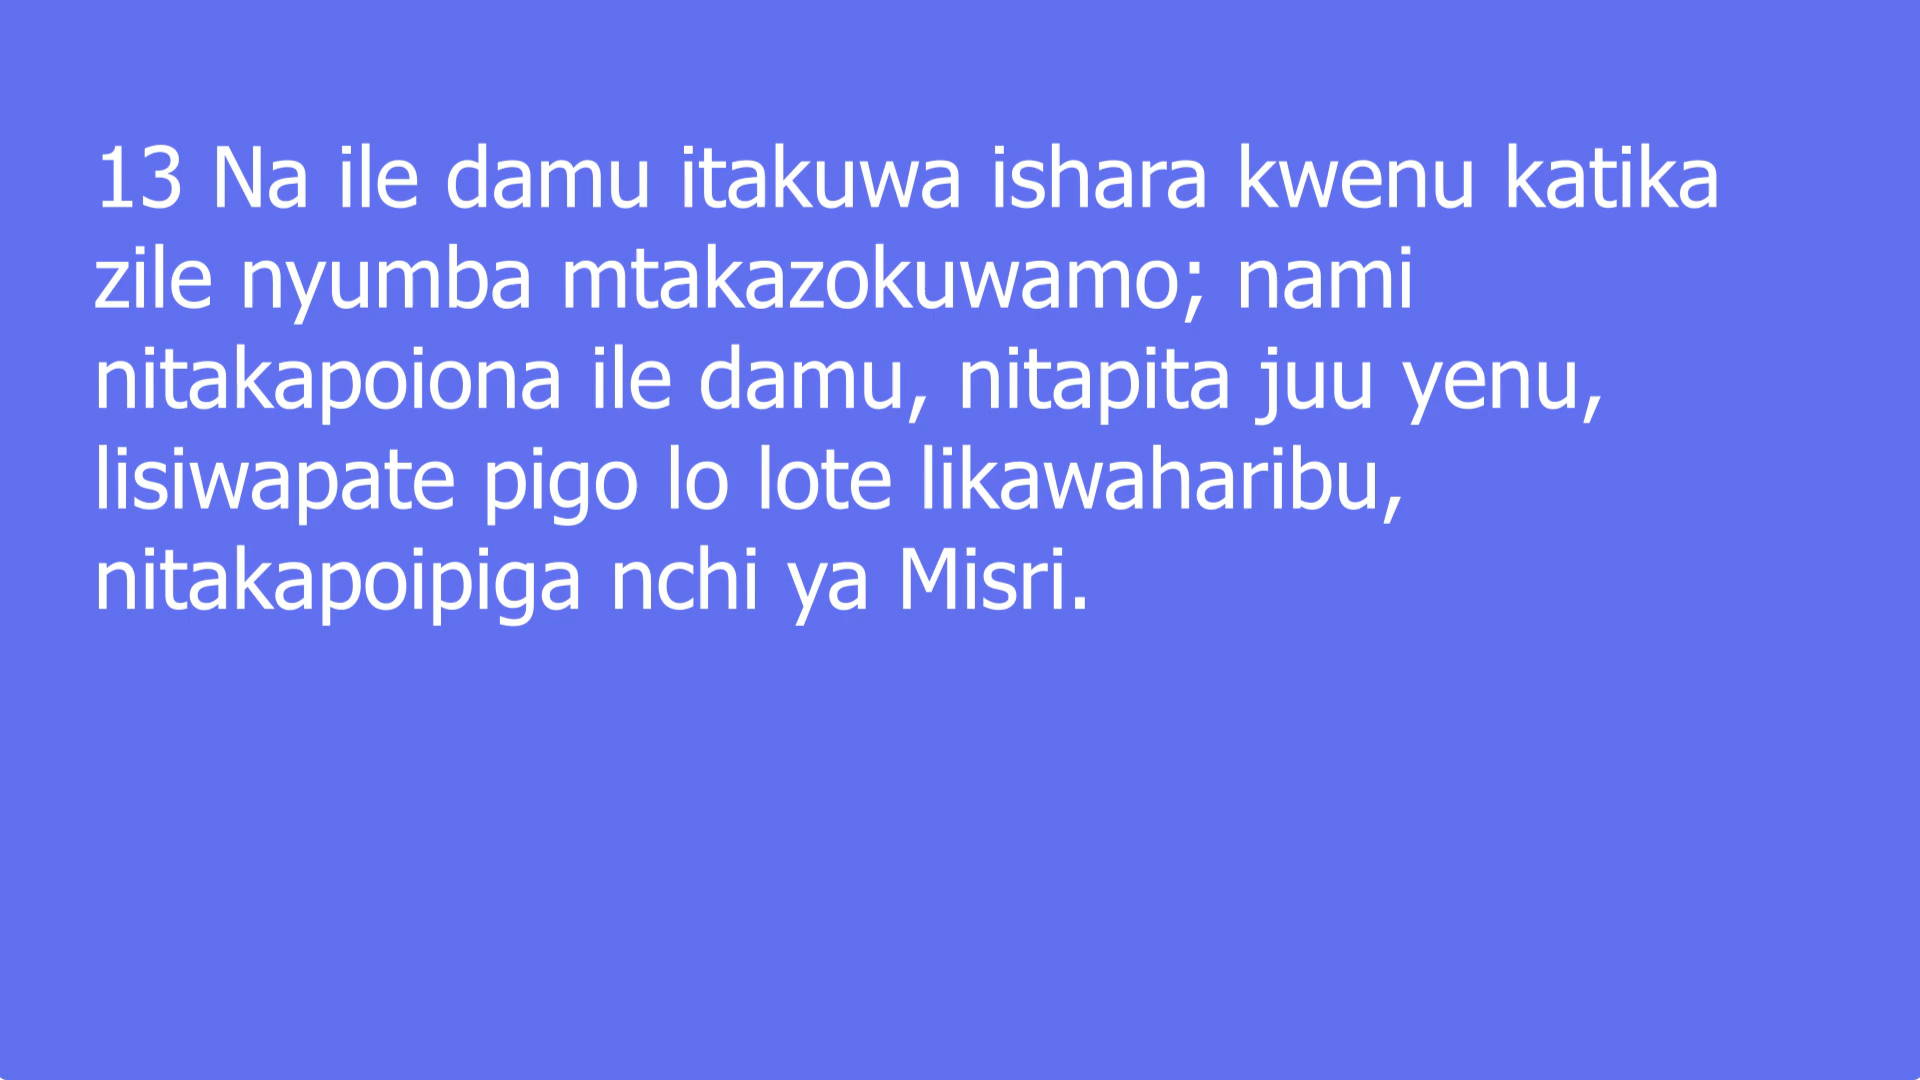 13 Na ile damu itakuwa ishara kwenu katika
zile nyumba mtakazokuwamo; nami
nitakapoiona ile damu, nitapita juu yenu,
lisiwapate pigo lo lote likawaharibu,
nitakapoipiga nchi ya Misri.